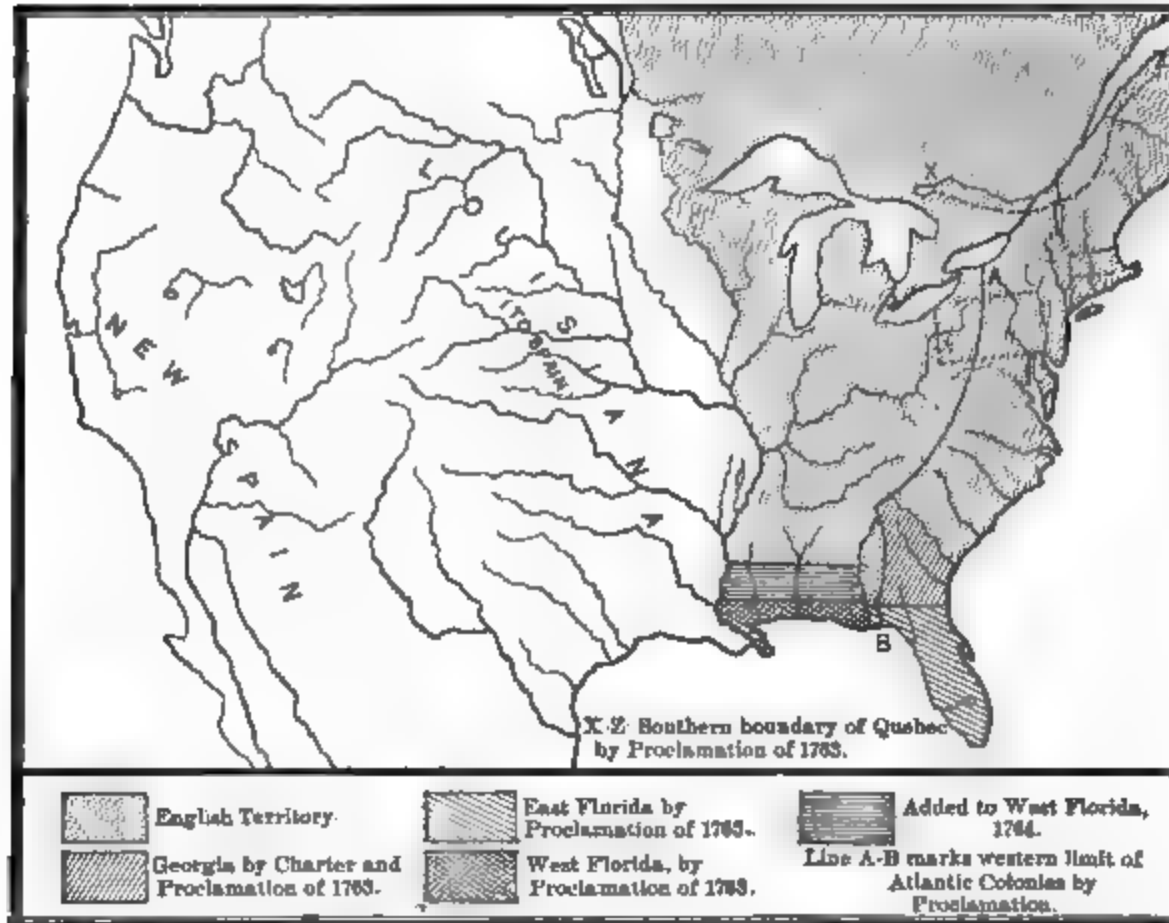 NEW
SPAIN
LOUISIANA
(TO SPAIN)
X
Z
A
B
X-Z Southern boundary of Quebec
by Proclamation of 1763.
English Territory
Georgia by Charter and
Proclamation of 1763.
East Florida by
Proclamation of 1763.
West Florida, by
Proclamation of 1763.
Added to West Florida,
1764.
Line A-B marks western limit of
Atlantic Colonies by
Proclamation.